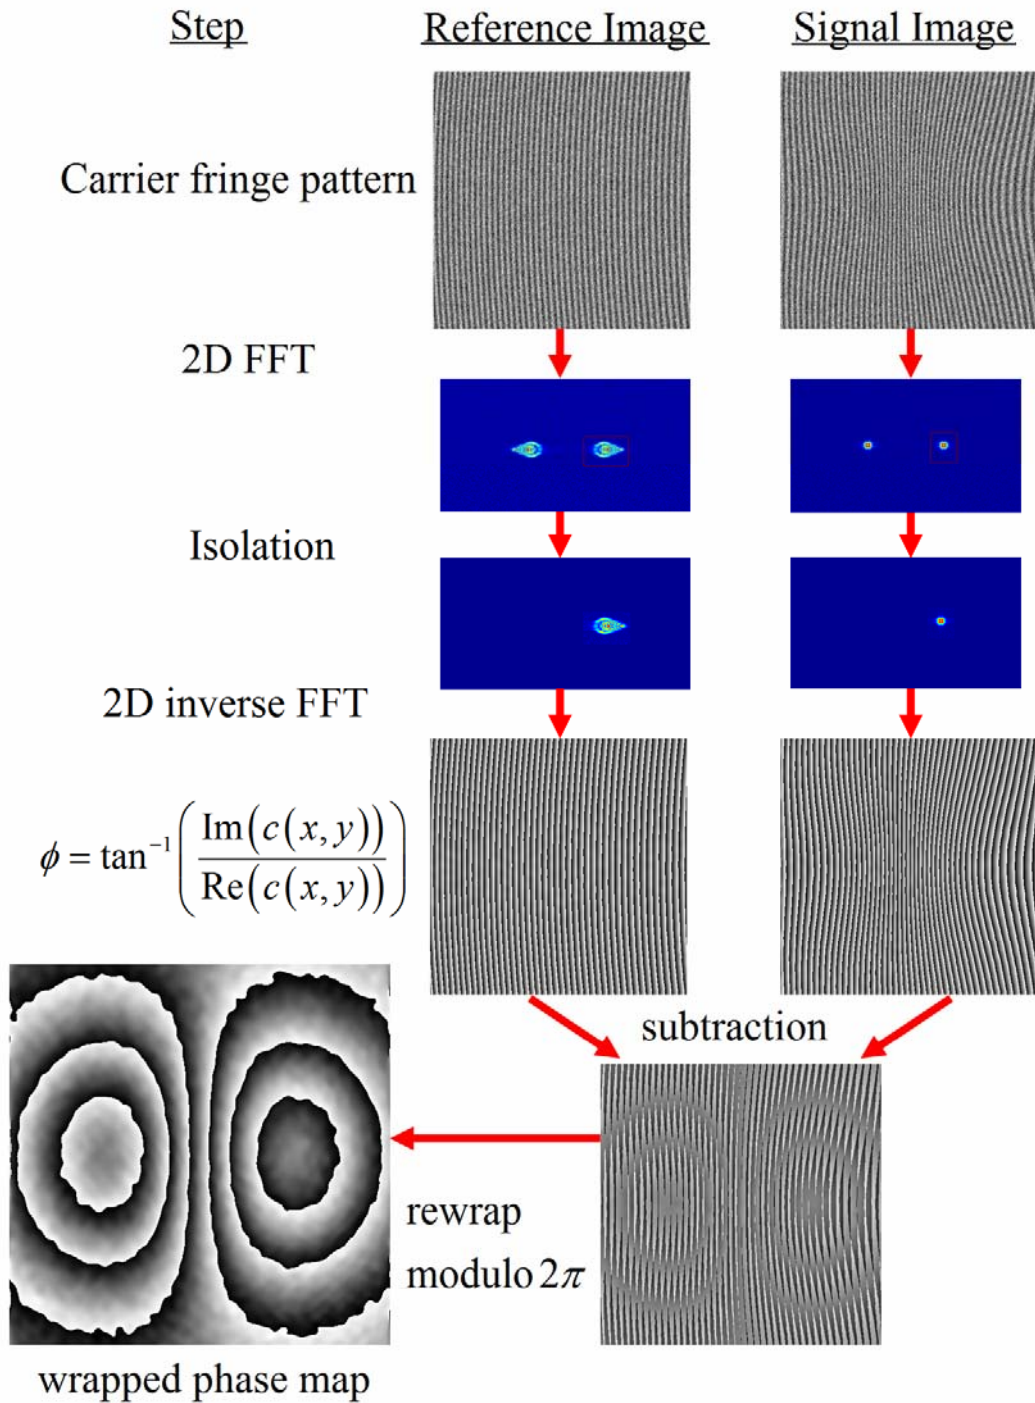 Step Reference Image Signal Image
Carrier fringe pattern
2D FFT
Isolation
2D inverse FFT
ϕ = tan⁻¹(Im(c(x, y))/Re(c(x, y)))
subtraction
rewrap
modulo 2π
wrapped phase map